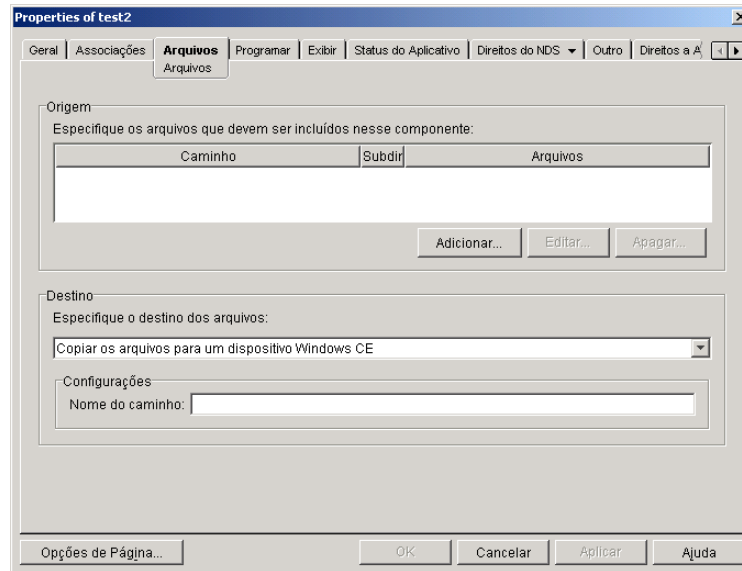 Properties of test2
Geral Associações Arquivos Programar Exibir Status do Aplicativo Direitos do NDS Outro Direitos a A
Arquivos
Origem
Especifique os arquivos que devem ser incluídos nesse componente:
Caminho Subdir Arquivos
Adicionar... Editar... Apagar...
Destino
Especifique o destino dos arquivos:
Copiar os arquivos para um dispositivo Windows CE
Configurações
Nome do caminho:
Opções de Página... OK Cancelar Aplicar Ajuda